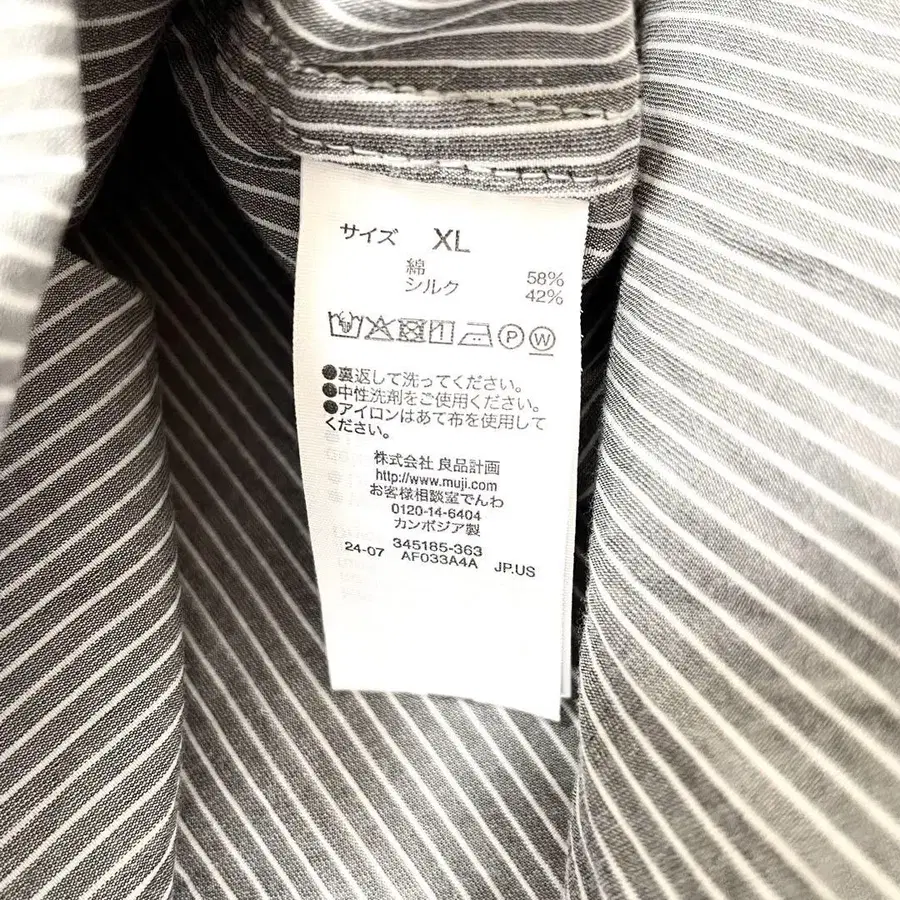 サイズ XL
綿 58%
シルク 42%
P W
●裏返して洗ってください。
●中性洗剤をご使用ください。
●アイロンはあて布を使用して
ください。
株式会社 良品計画
http://www.muji.com
お客様相談室でんわ
0120-14-6404
カンボジア製
345185-363
24-07 AF033A4A JP.US